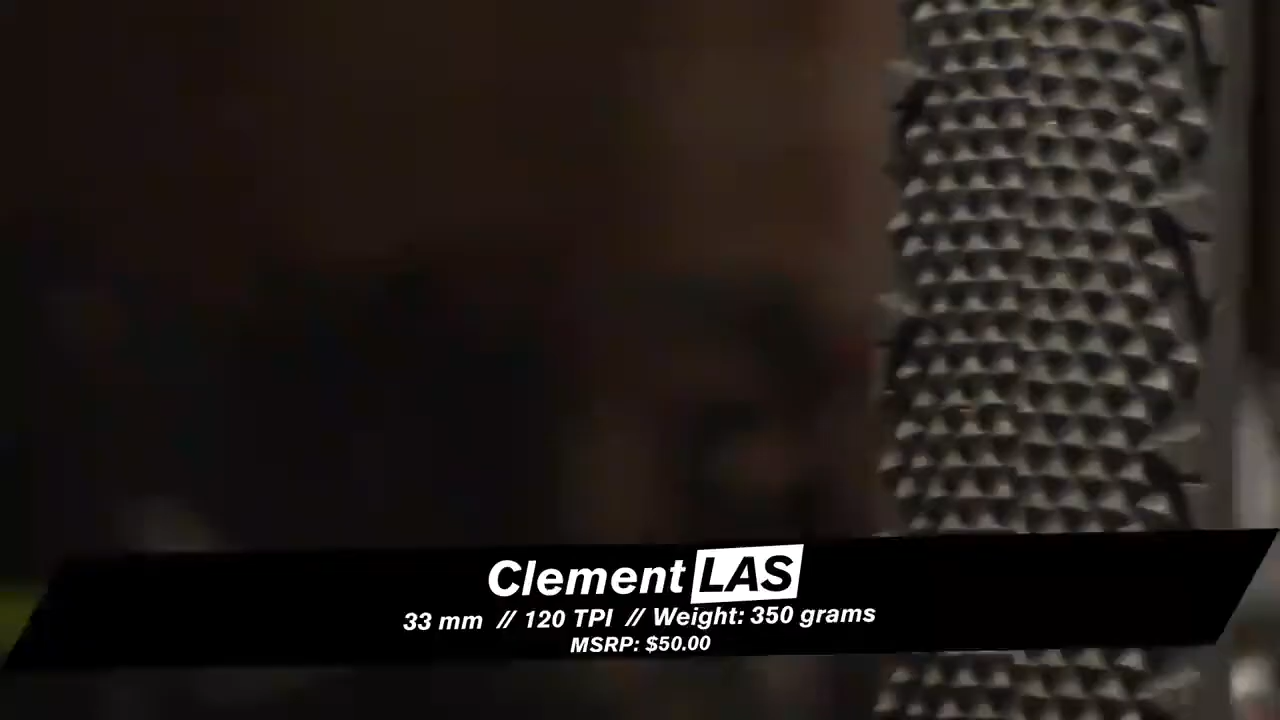 Clement LAS
33 mm // 120 TPI // Weight: 350 grams
MSRP: $50.00